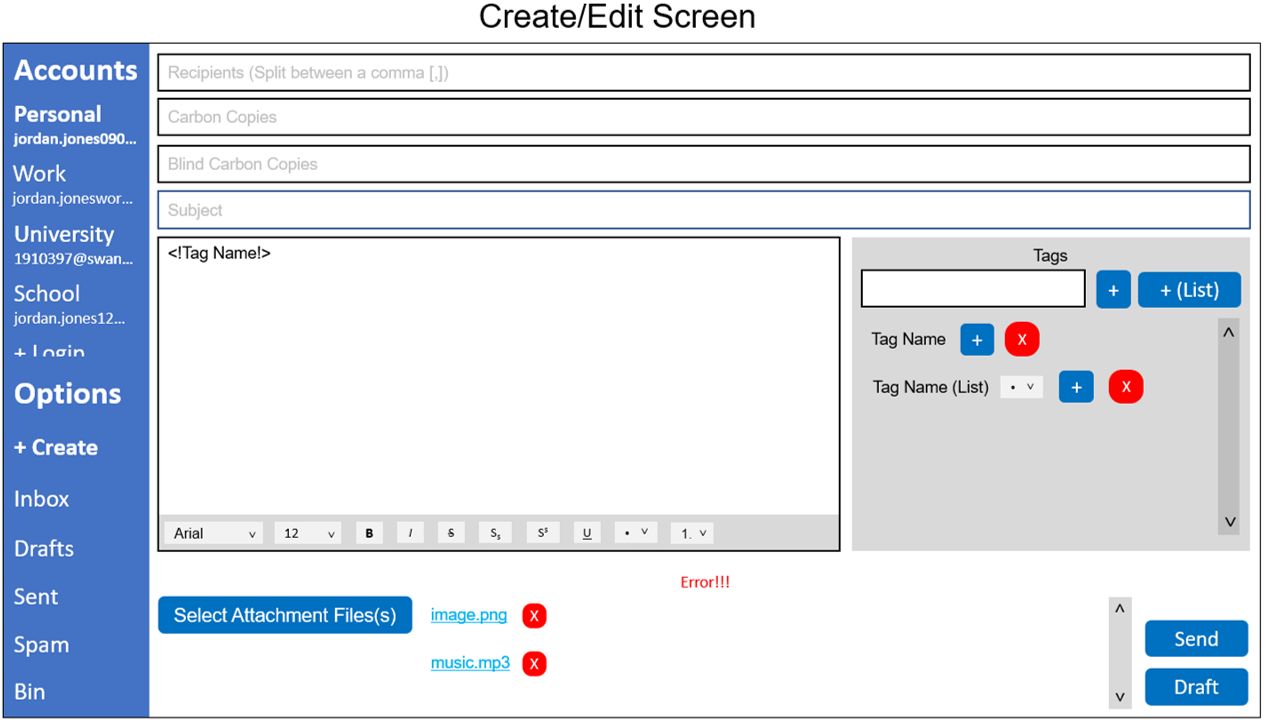 Create/Edit Screen
Accounts
Personal
jordan.jones090...
Work
jordan.joneswor...
University
1910397@swan...
School
jordan.jones12...
+ Login
Options
+ Create
Inbox
Drafts
Sent
Spam
Bin
Recipients (Split between a comma [,])
Carbon Copies
Blind Carbon Copies
Subject
<!Tag Name!>
Arial v 12 v B I S Ss Ss U • v 1. v
Tags
+ + (List)
Tag Name + X
Tag Name (List) • v + X
Error!!!
Select Attachment Files(s) image.png X
music.mp3 X
Send
Draft